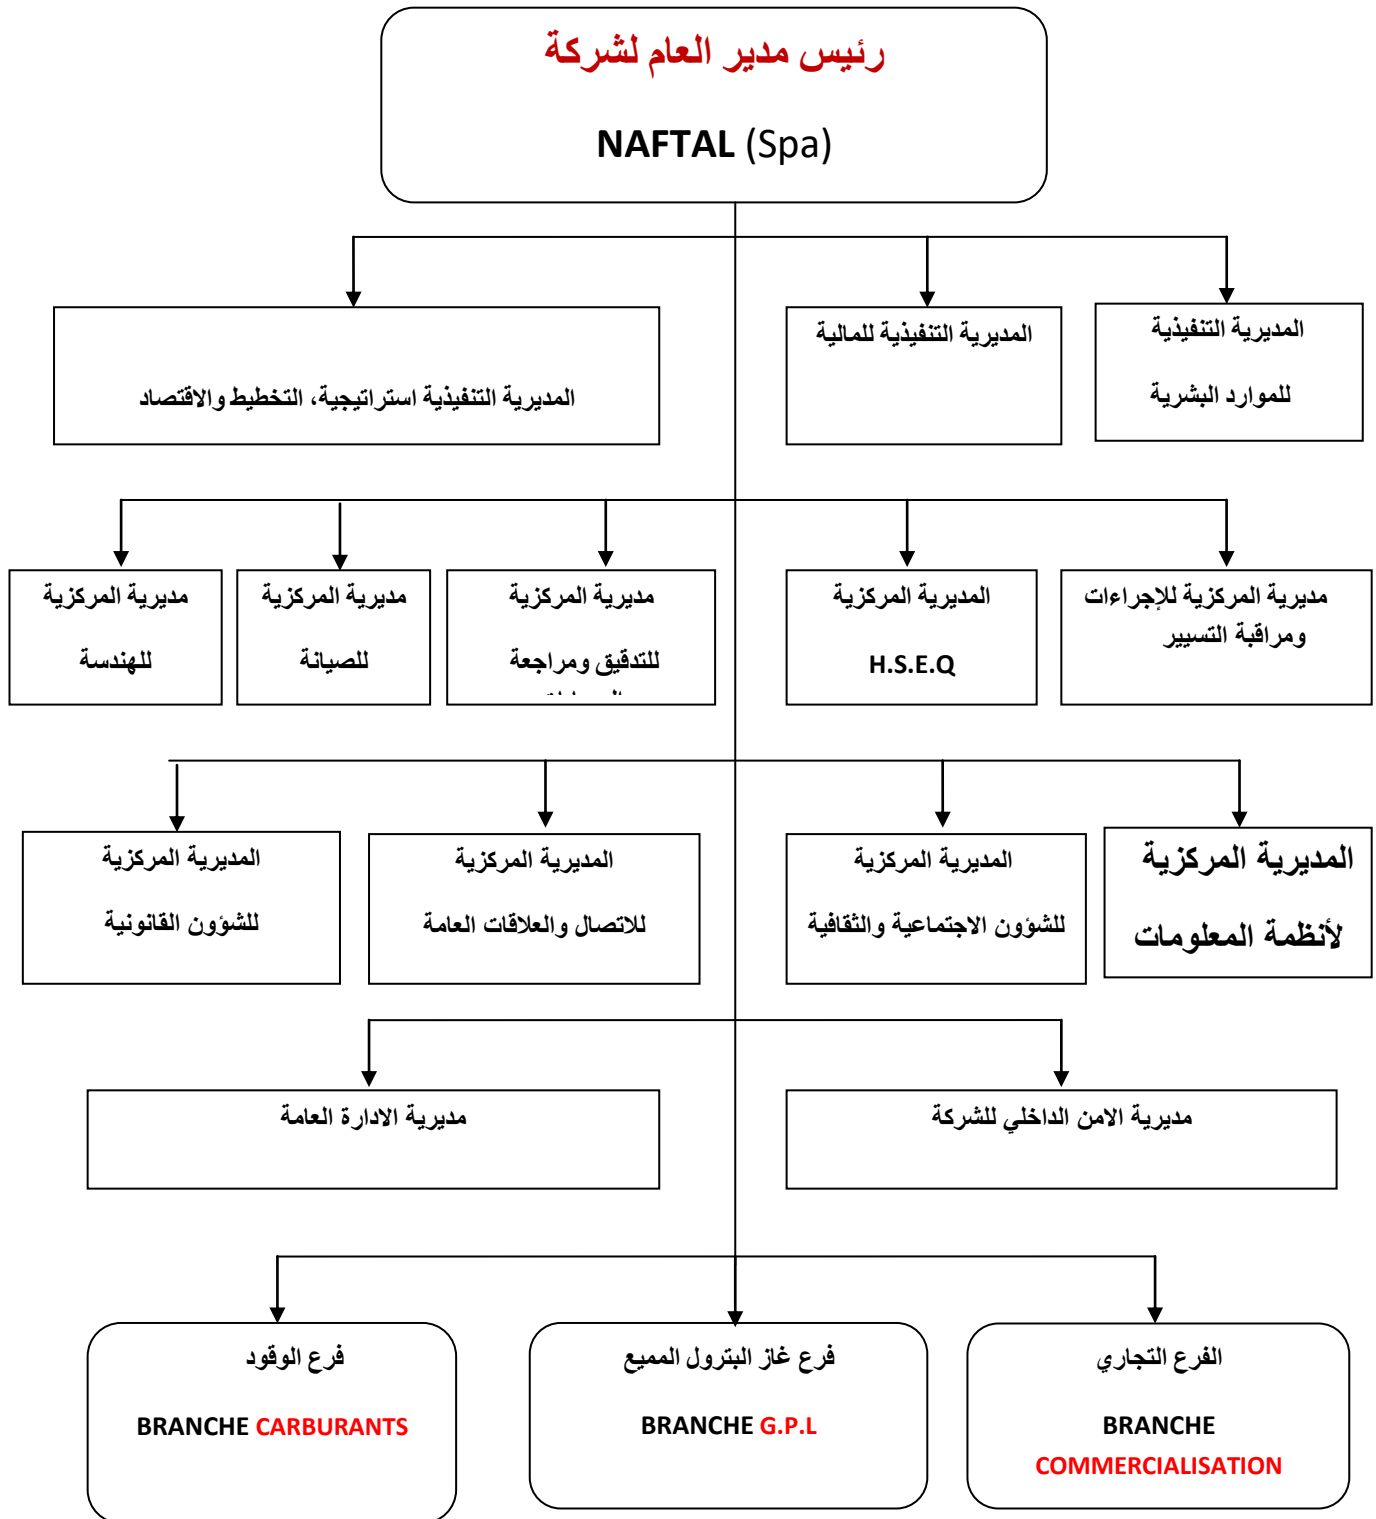 رئيس مدير العام لشركة
NAFTAL (Spa)
المديرية التنفيذية
للموارد البشرية
المديرية التنفيذية للمالية
المديرية التنفيذية استراتيجية، التخطيط والاقتصاد
مديرية المركزية للإجراءات
ومراقبة التسيير
المديرية المركزية
H.S.E.Q
مديرية المركزية
للتدقيق ومراجعة
مديرية المركزية
للصيانة
مديرية المركزية
للهندسة
المديرية المركزية
لأنظمة المعلومات
المديرية المركزية
للشؤون الاجتماعية والثقافية
المديرية المركزية
للاتصال والعلاقات العامة
المديرية المركزية
للشؤون القانونية
مديرية الامن الداخلي للشركة
مديرية الادارة العامة
الفرع التجاري
BRANCHE
COMMERCIALISATION
فرع غاز البترول المميع
BRANCHE G.P.L
فرع الوقود
BRANCHE CARBURANTS